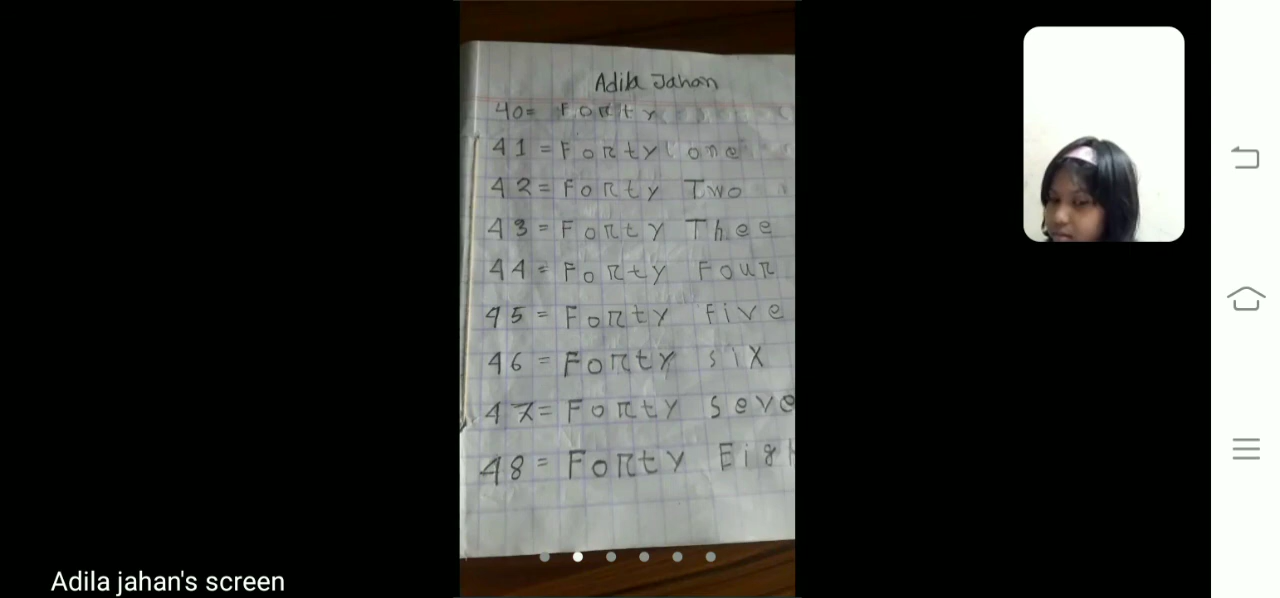 Adila Jahan
40= Forty
41 = Forty one
42 = Forty Two
43 = Forty Thee
44 = Forty Four
45 = Forty five
46 = Forty six
47= Forty seve
48 = Forty Eigh
Adila jahan's screen